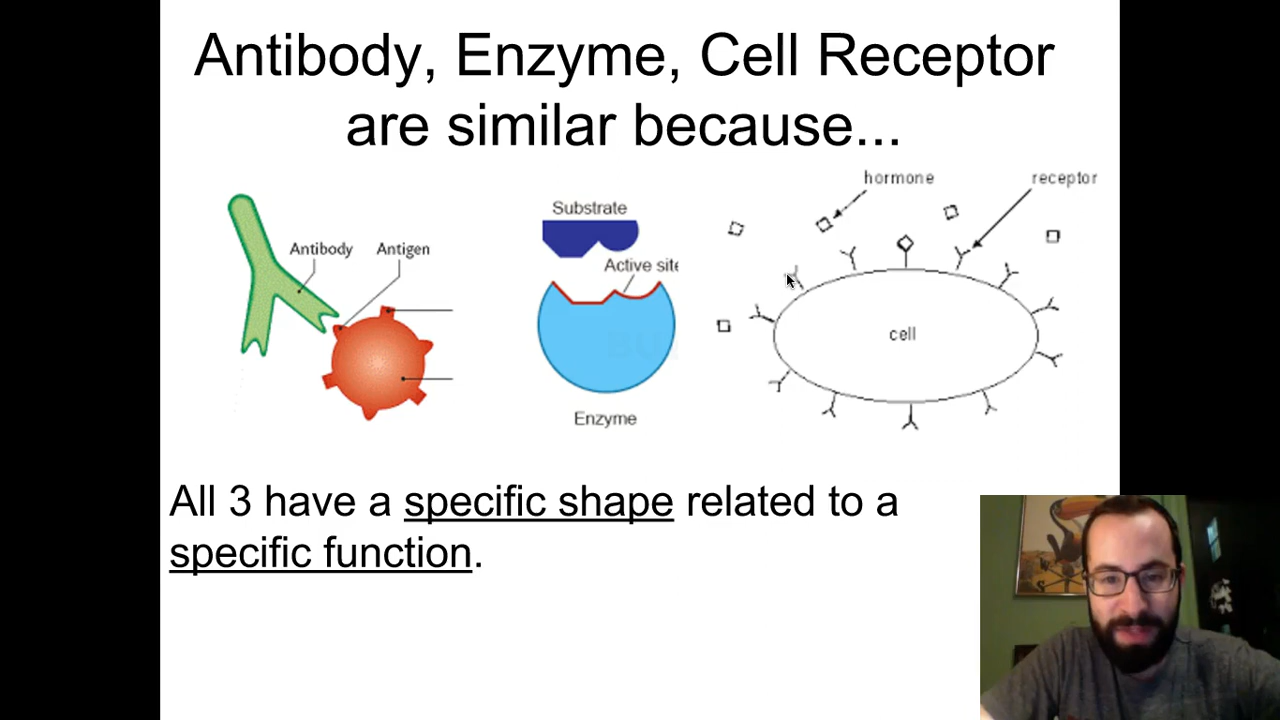 Antibody, Enzyme, Cell Receptor
are similar because...
hormone
receptor
Substrate
Antibody
Antigen
Active site
cell
Enzyme
All 3 have a specific shape related to a
specific function.